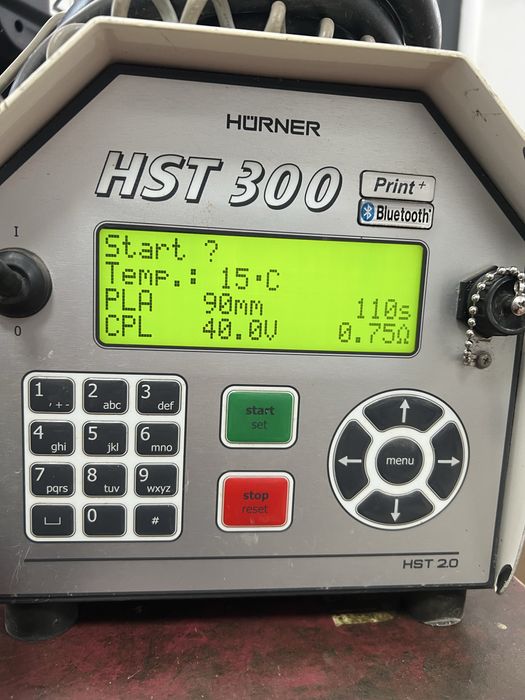 HÜRNER
HST 300
Print+
Bluetooth
Start ?
Temp.: 15°C
PLA 90mm 110s
CPL 40.0V 0.75Ω
I
0
1 ,+-
2 abc
3 def
4 ghi
5 jkl
6 mno
7 pqrs
8 tuv
9 wxyz
0
#
start
set
stop
reset
menu
HST 2.0